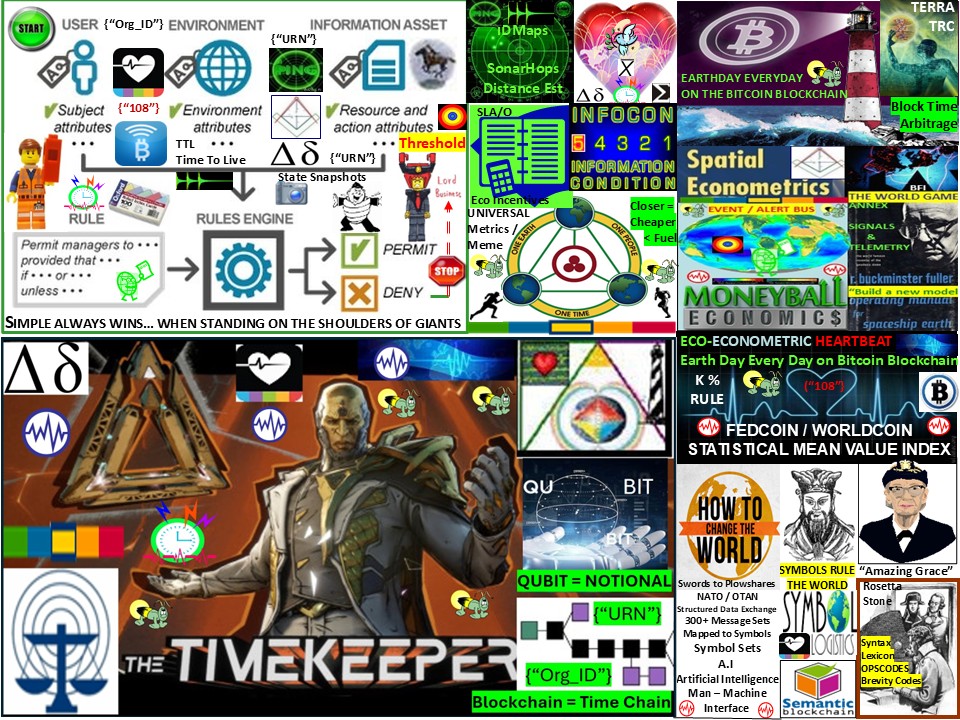 START
USER {“Org_ID”} ENVIRONMENT
INFORMATION ASSET
{“URN”}
Subject
attributes
{“108”}
Environment
attributes
Resource and
action attributes
TTL
Time To Live
{“URN”}
Threshold
State Snapshots
Oxford
100
RULE
RULES ENGINE
Lord
Business
Permit managers to • • •
provided that • • •
if • • • or • • •
unless • • •
PERMIT
DENY
STOP
SIMPLE ALWAYS WINS... WHEN STANDING ON THE SHOULDERS OF GIANTS
IDMaps
SonarHops
Distance Est
X
Δ δ
SLA/O
Eco Incentives
INFOCON
5 4 3 2 1
INFORMATION
CONDITION
UNIVERSAL
Metrics /
Meme
Closer =
Cheaper
< Fuel
ONE EARTH
ONE PEOPLE
ONE TIME
EARTHDAY EVERYDAY
ON THE BITCOIN BLOCKCHAIN
TERRA
TRC
Block Time
Arbitrage
Spatial
Econometrics
BFI
THE WORLD GAME
EVENT / ALERT BUS
ANNEX
SIGNALS
&
TELEMETRY
r. buckminster fuller
“Build a new model
operating manual
for
spaceship earth
MONEYBALL
ECONOMIC$
ECO-ECONOMETRIC HEARTBEAT
Earth Day Every Day on Bitcoin Blockchain
K %
RULE
(“108”)
FEDCOIN / WORLDCOIN
STATISTICAL MEAN VALUE INDEX
Δ δ
THE TIMEKEEPER
QU BIT
BIT
QUBIT = NOTIONAL
{“URN”}
{“Org_ID”}
Blockchain = Time Chain
HOW TO
CHANGE THE
WORLD
Swords to Plowshares
NATO / OTAN
Structured Data Exchange
300+ Message Sets
Mapped to Symbols
Symbol Sets
A.I
Artificial Intelligence
Man – Machine
Interface
SYMBOLS RULE
THE WORLD
SYMB
LOGISTICS
Semantic
blockchain
“Amazing Grace”
Rosetta
Stone
Syntax
Lexicon
OPSCODES
Brevity Codes